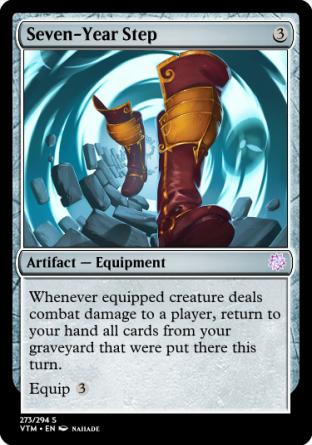 Seven-Year Step 3
Artifact — Equipment
Whenever equipped creature deals
combat damage to a player, return to
your hand all cards from your
graveyard that were put there this
turn.
Equip 3
273/294 S
VTM • EN NAHADE